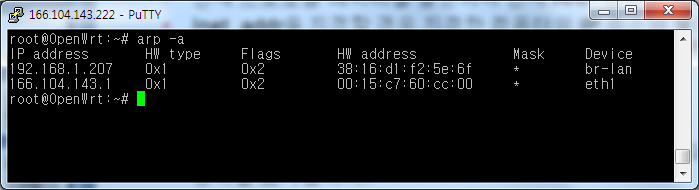 166.104.143.222 - PuTTY
root@OpenWrt:~# arp -a
IP address HW type Flags HW address Mask Device
192.168.1.207 0x1 0x2 38:16:d1:f2:5e:6f * br-lan
166.104.143.1 0x1 0x2 00:15:c7:60:cc:00 * eth1
root@OpenWrt:~#